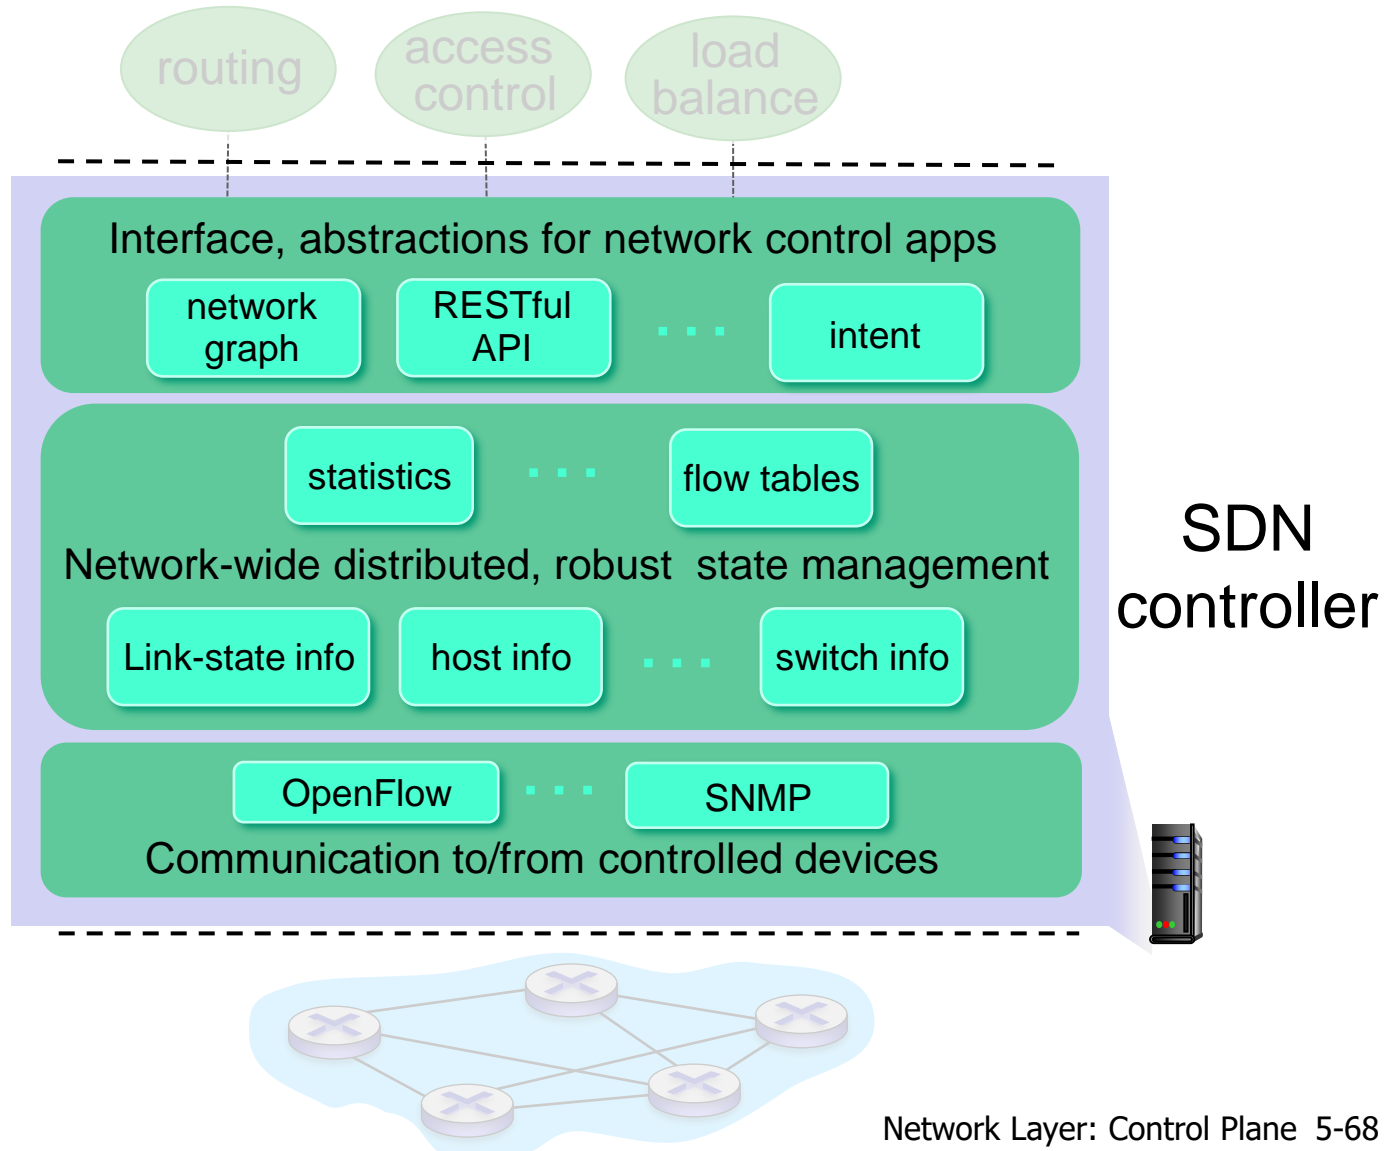 routing
access
control
load
balance
Interface, abstractions for network control apps
network
graph
RESTful
API
intent
statistics
flow tables
Network-wide distributed, robust state management
Link-state info
host info
switch info
OpenFlow
SNMP
Communication to/from controlled devices
SDN
controller
Network Layer: Control Plane 5-68